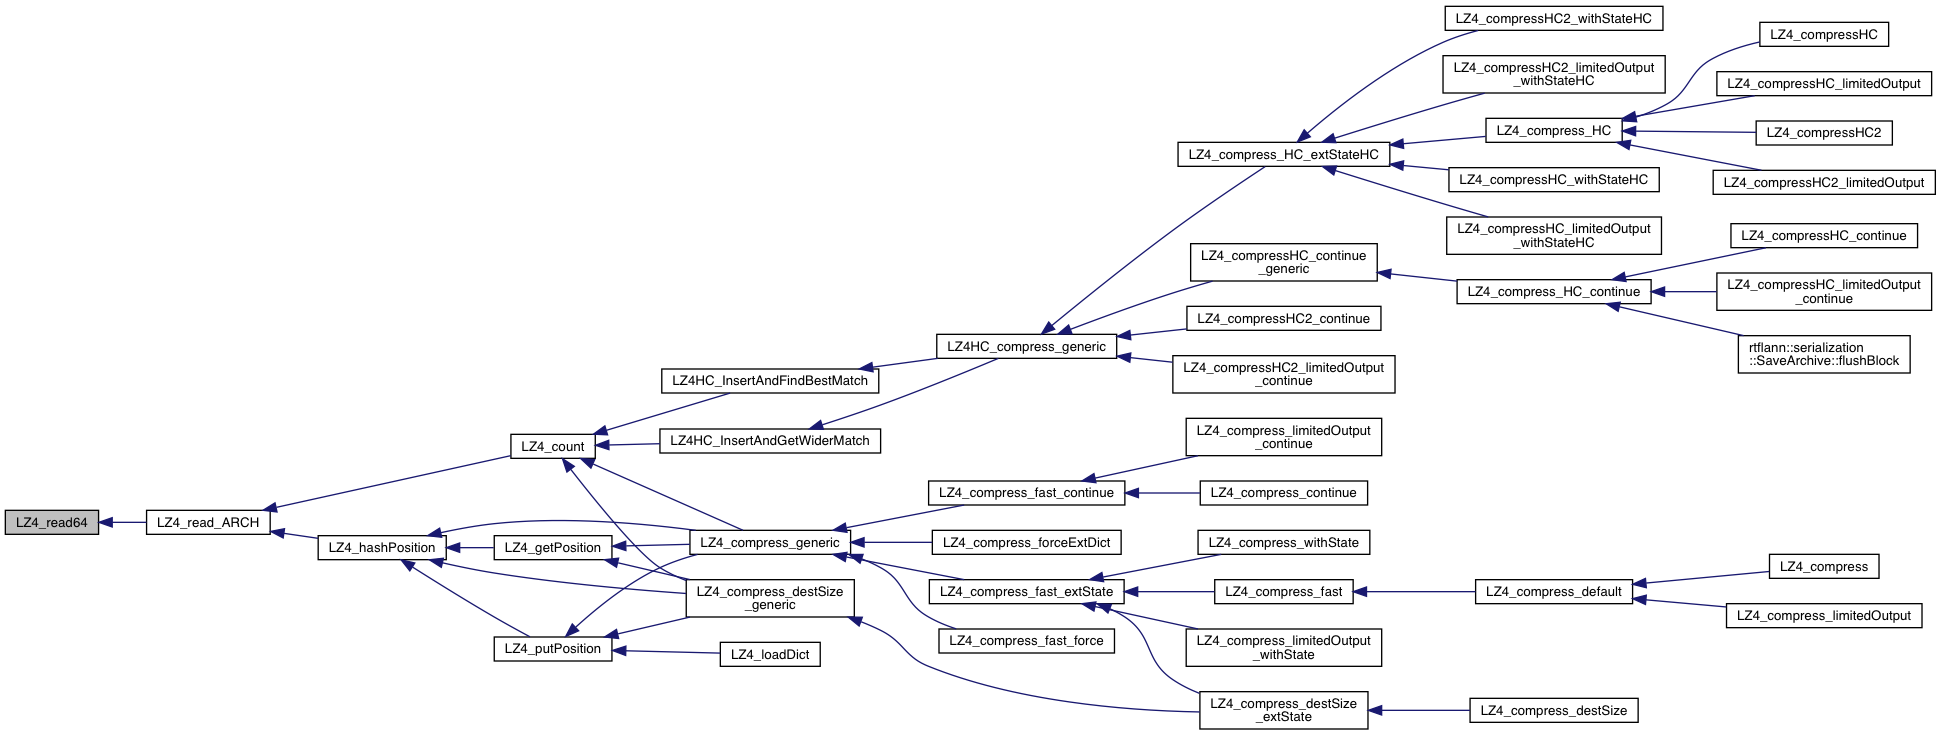 LZ4_compressHC2_withStateHC
LZ4_compressHC
LZ4_compressHC2_limitedOutput
_withStateHC
LZ4_compressHC_limitedOutput
LZ4_compress_HC
LZ4_compressHC2
LZ4_compress_HC_extStateHC
LZ4_compressHC_withStateHC
LZ4_compressHC2_limitedOutput
LZ4_compressHC_limitedOutput
_withStateHC
LZ4_compressHC_continue
LZ4_compressHC_continue
_generic
LZ4_compress_HC_continue
LZ4_compressHC_limitedOutput
_continue
LZ4_compressHC2_continue
LZ4HC_compress_generic
rtflann::serialization
::SaveArchive::flushBlock
LZ4_compressHC2_limitedOutput
_continue
LZ4HC_InsertAndFindBestMatch
LZ4HC_InsertAndGetWiderMatch
LZ4_count
LZ4_compress_limitedOutput
_continue
LZ4_compress_fast_continue
LZ4_compress_continue
LZ4_read64
LZ4_read_ARCH
LZ4_hashPosition
LZ4_getPosition
LZ4_compress_generic
LZ4_compress_forceExtDict
LZ4_compress_withState
LZ4_compress_destSize
_generic
LZ4_compress_fast_extState
LZ4_compress_fast
LZ4_compress_default
LZ4_compress
LZ4_compress_limitedOutput
LZ4_putPosition
LZ4_loadDict
LZ4_compress_fast_force
LZ4_compress_limitedOutput
_withState
LZ4_compress_destSize
_extState
LZ4_compress_destSize